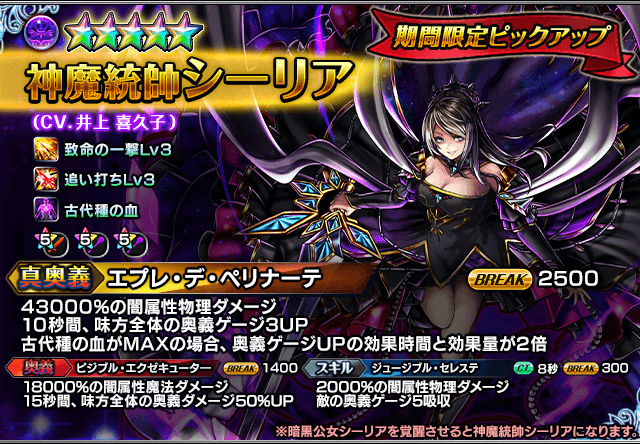 期間限定ピックアップ
神魔統帥シーリア
(CV.井上 喜久子)
致命の一撃Lv3
追い打ちLv3
古代種の血
5 5 5
真奥義 エプレ・デ・ペリナーテ BREAK 2500
43000%の闇属性物理ダメージ
10秒間、味方全体の奥義ゲージ3UP
古代種の血がMAXの場合、奥義ゲージUPの効果時間と効果量が2倍
奥義 ビジブル・エクゼキューター BREAK 1400
18000%の闇属性魔法ダメージ
15秒間、味方全体の奥義ダメージ50%UP
スキル ジュージブル・セレステ CT 8秒 BREAK 300
2000%の闇属性物理ダメージ
敵の奥義ゲージ5吸収
※暗黒公女シーリアを覚醒させると神魔統帥シーリアになります。